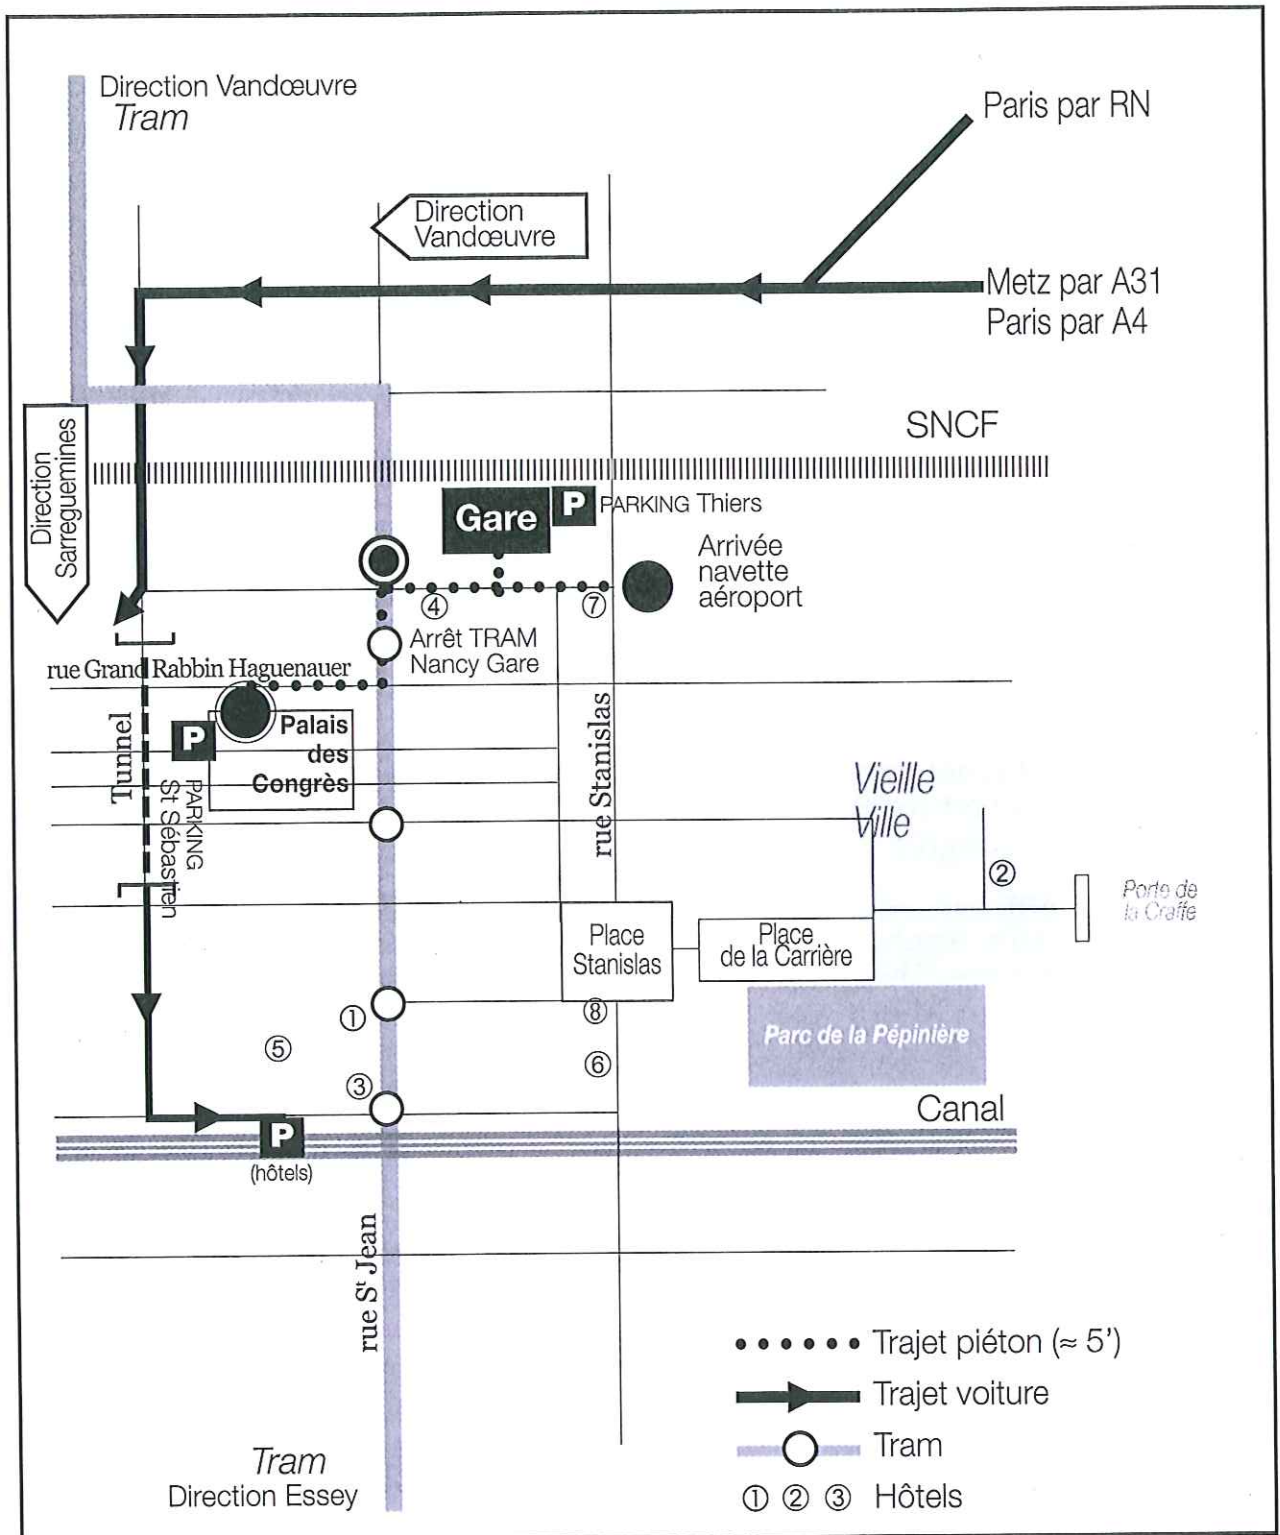 Direction Vandœuvre
Tram
Paris par RN
Direction
Vandœuvre
Metz par A31
Paris par A4
Direction
Sarreguemines
SNCF
Gare
P
PARKING Thiers
Arrivée
navette
aéroport
④
⑦
Arrêt TRAM
Nancy Gare
rue Grand Rabbin Haguenauer
Tunnel
P
PARKING
St Sébastien
Palais
des
Congrès
rue Stanislas
Vieille
Ville
②
Porte de
la Craffe
Place
Stanislas
Place
de la Carrière
①
⑧
⑤
⑥
③
Parc de la Pépinière
Canal
P
(hôtels)
rue St Jean
Trajet piéton (≈ 5’)
Trajet voiture
Tram
① ② ③ Hôtels
Tram
Direction Essey